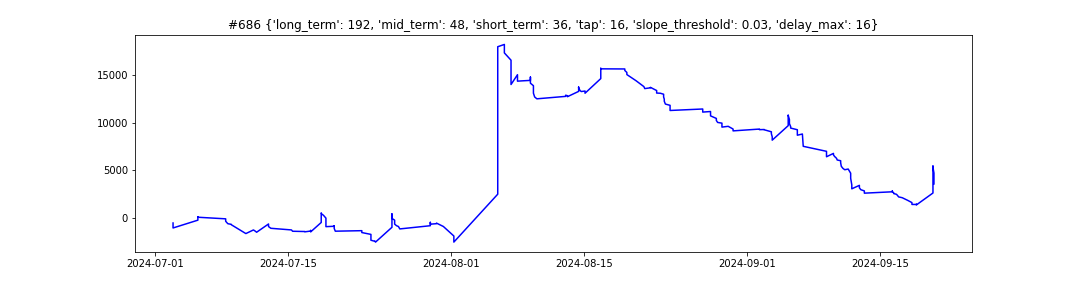 #686 {'long_term': 192, 'mid_term': 48, 'short_term': 36, 'tap': 16, 'slope_threshold': 0.03, 'delay_max': 16}
15000
10000
5000
0
2024-07-01 2024-07-15 2024-08-01 2024-08-15 2024-09-01 2024-09-15